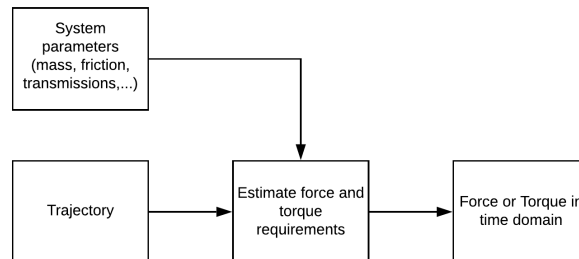 System
parameters
(mass, friction,
transmissions,...)
Trajectory
Estimate force and
torque
requirements
Force or Torque in
time domain